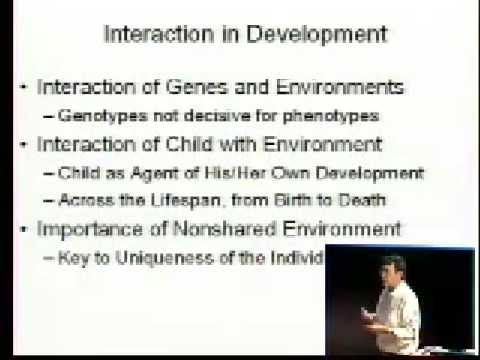 Interaction in Development
• Interaction of Genes and Environments
– Genotypes not decisive for phenotypes
• Interaction of Child with Environment
– Child as Agent of His/Her Own Development
– Across the Lifespan, from Birth to Death
• Importance of Nonshared Environment
– Key to Uniqueness of the Individ